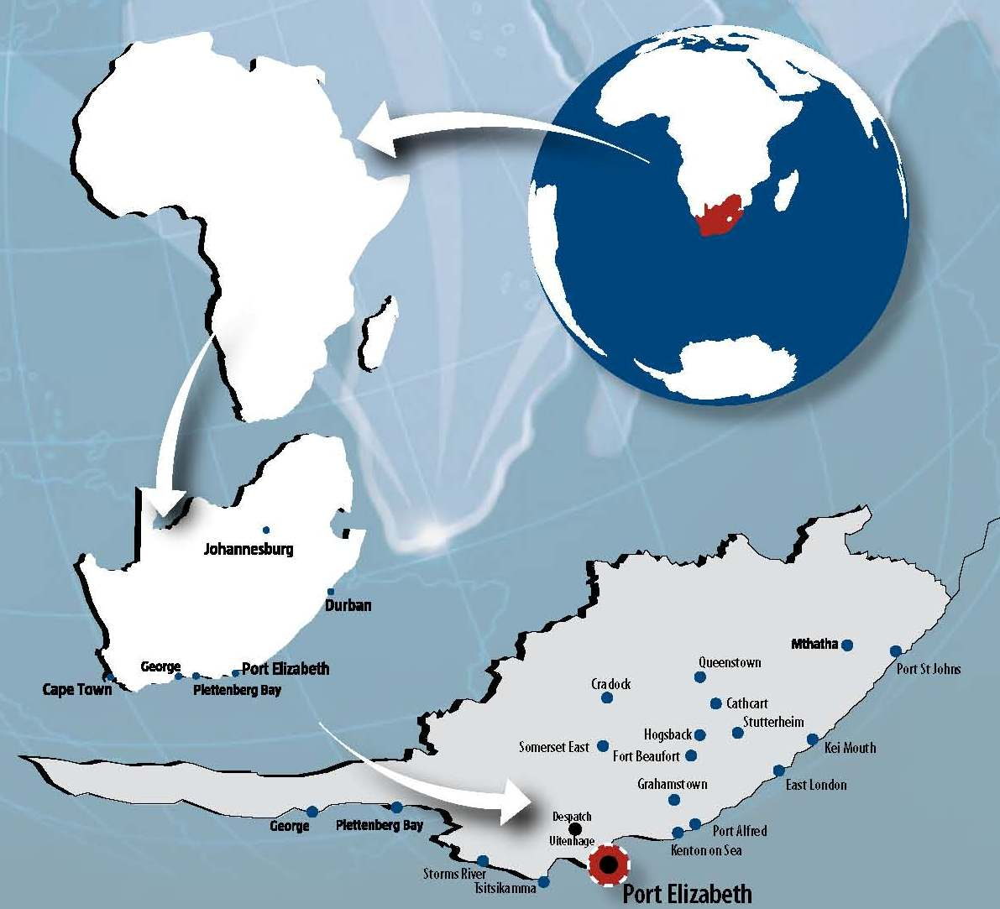 Johannesburg
Durban
George
Port Elizabeth
Cape Town
Plettenberg Bay
Mthatha
Port St Johns
Queenstown
Cradock
Cathcart
Stutterheim
Hogsback
Somerset East
Fort Beaufort
Kei Mouth
East London
Grahamstown
Despatch
Uitenhage
George
Plettenberg Bay
Port Alfred
Kenton on Sea
Storms River
Tsitsikamma
Port Elizabeth